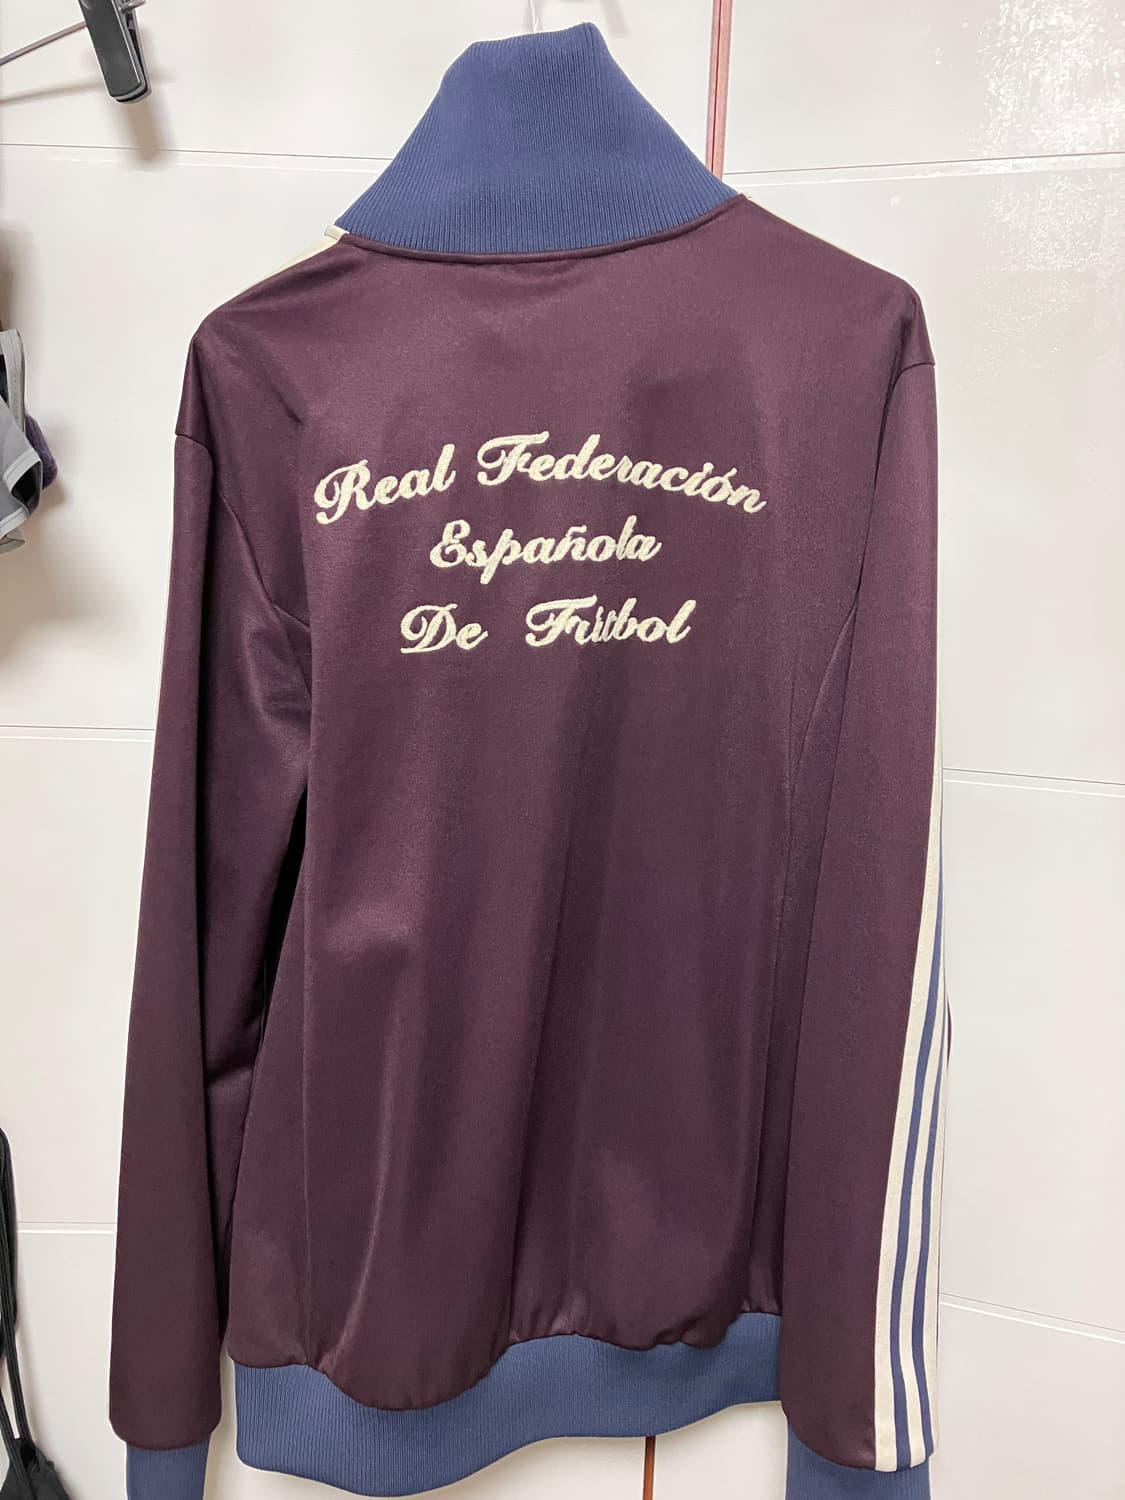 Real Federación
Española
De Fútbol